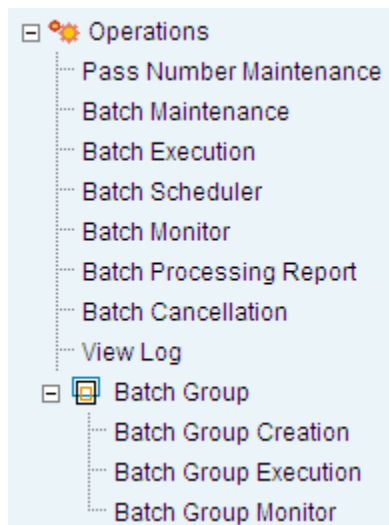 Operations
Pass Number Maintenance
Batch Maintenance
Batch Execution
Batch Scheduler
Batch Monitor
Batch Processing Report
Batch Cancellation
View Log
Batch Group
Batch Group Creation
Batch Group Execution
Batch Group Monitor